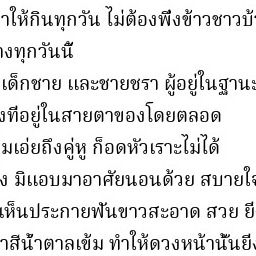 าให้กินทุกวัน ไม่ต้องพึ่งข้าวชาวบ้
างทุกวันนี้
เด็กชาย และชายชรา ผู้อยู่ในฐานะ
งที่อยู่ในสายตาของโดยตลอด
มเอ่ยถึงคู่หู ก็อดหัวเราะไม่ได้
ง มิแอบมาอาศัยนอนด้วย สบายใจ
เห็นประกายฟันขาวสะอาด สวย ยิ
าสีน้ำตาลเข้ม ทำให้ดวงหน้านั้นยิ่ง